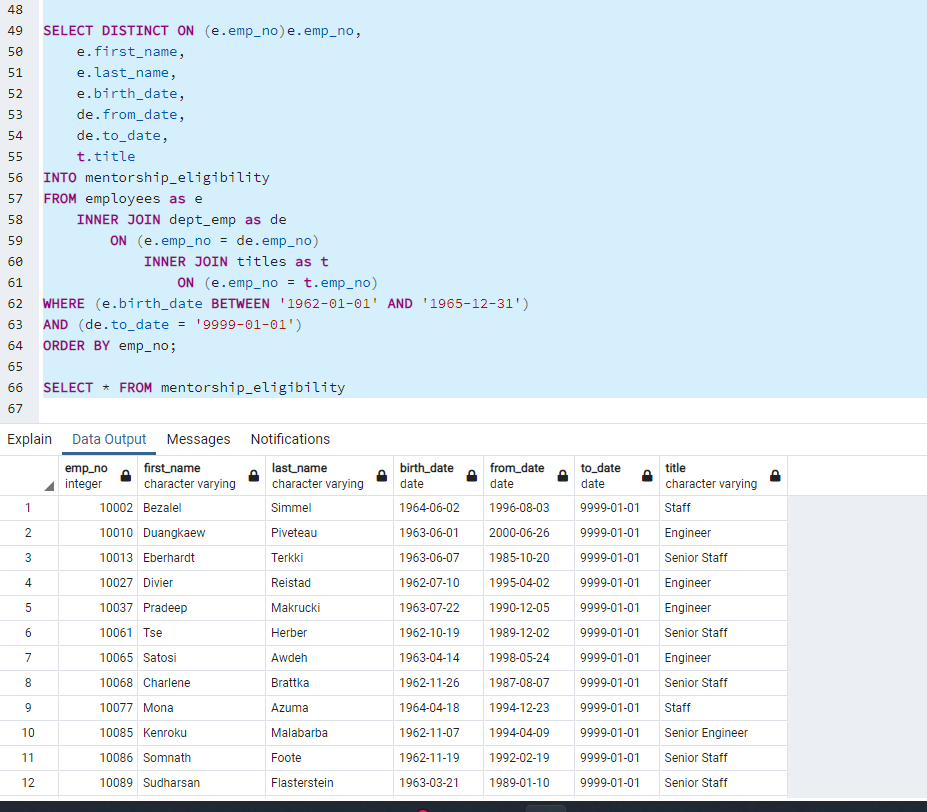 48
49 SELECT DISTINCT ON (e.emp_no)e.emp_no,
50 e.first_name,
51 e.last_name,
52 e.birth_date,
53 de.from_date,
54 de.to_date,
55 t.title
56 INTO mentorship_eligibility
57 FROM employees as e
58 INNER JOIN dept_emp as de
59 ON (e.emp_no = de.emp_no)
60 INNER JOIN titles as t
61 ON (e.emp_no = t.emp_no)
62 WHERE (e.birth_date BETWEEN '1962-01-01' AND '1965-12-31')
63 AND (de.to_date = '9999-01-01')
64 ORDER BY emp_no;
65
66 SELECT * FROM mentorship_eligibility
67
Explain Data Output Messages Notifications
emp_no first_name last_name birth_date from_date to_date title
integer character varying character varying date date date character varying
1 10002 Bezalel Simmel 1964-06-02 1996-08-03 9999-01-01 Staff
2 10010 Duangkaew Piveteau 1963-06-01 2000-06-26 9999-01-01 Engineer
3 10013 Eberhardt Terkki 1963-06-07 1985-10-20 9999-01-01 Senior Staff
4 10027 Divier Reistad 1962-07-10 1995-04-02 9999-01-01 Engineer
5 10037 Pradeep Makrucki 1963-07-22 1990-12-05 9999-01-01 Engineer
6 10061 Tse Herber 1962-10-19 1989-12-02 9999-01-01 Senior Staff
7 10065 Satosi Awdeh 1963-04-14 1998-05-24 9999-01-01 Engineer
8 10068 Charlene Brattka 1962-11-26 1987-08-07 9999-01-01 Senior Staff
9 10077 Mona Azuma 1964-04-18 1994-12-23 9999-01-01 Staff
10 10085 Kenroku Malabarba 1962-11-07 1994-04-09 9999-01-01 Senior Engineer
11 10086 Somnath Foote 1962-11-19 1992-02-19 9999-01-01 Senior Staff
12 10089 Sudharsan Flasterstein 1963-03-21 1989-01-10 9999-01-01 Senior Staff